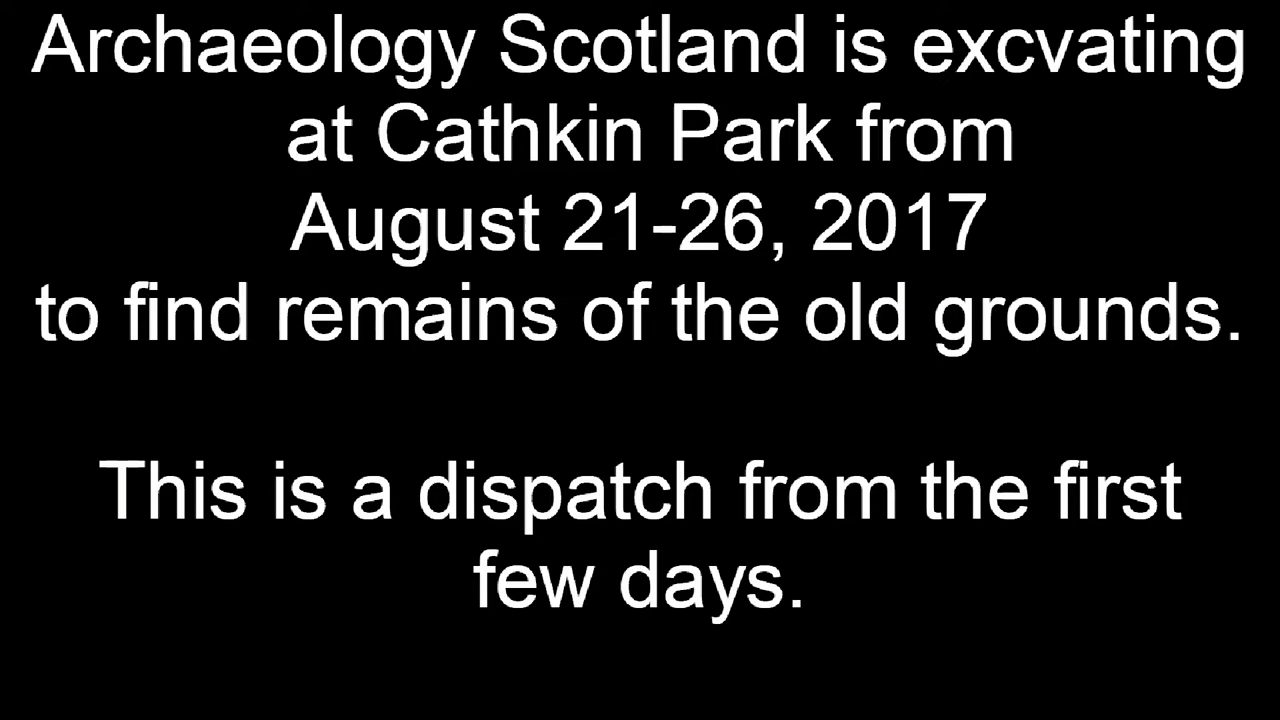 Archaeology Scotland is excvating
at Cathkin Park from
August 21-26, 2017
to find remains of the old grounds.
This is a dispatch from the first
few days.